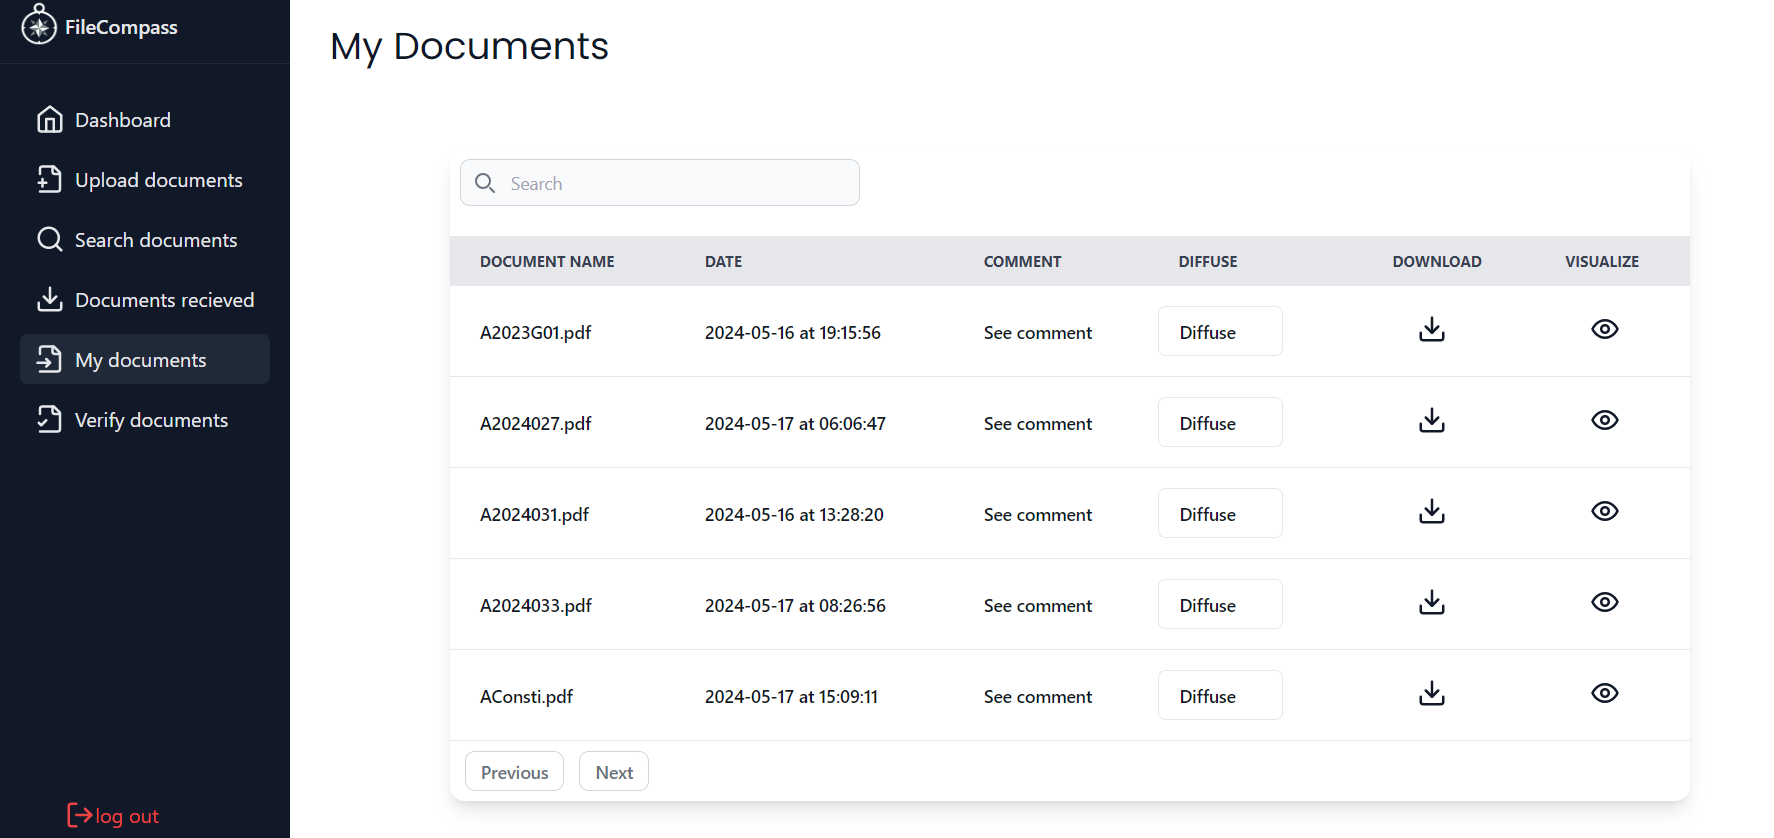 FileCompass
Dashboard
Upload documents
Search documents
Documents recieved
My documents
Verify documents
log out
My Documents
Search
DOCUMENT NAME DATE COMMENT DIFFUSE DOWNLOAD VISUALIZE
A2023G01.pdf 2024-05-16 at 19:15:56 See comment Diffuse
A2024027.pdf 2024-05-17 at 06:06:47 See comment Diffuse
A2024031.pdf 2024-05-16 at 13:28:20 See comment Diffuse
A2024033.pdf 2024-05-17 at 08:26:56 See comment Diffuse
AConsti.pdf 2024-05-17 at 15:09:11 See comment Diffuse
Previous Next